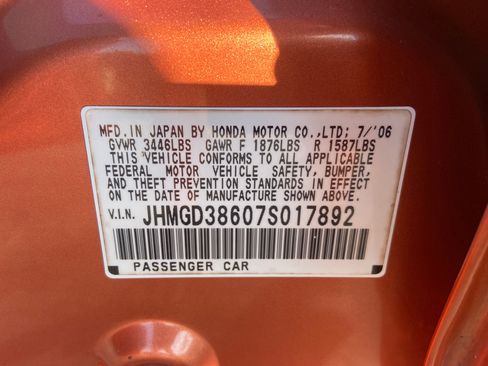 MFD.IN JAPAN BY HONDA MOTOR CO.,LTD; 7/'06
GVWR 3446LBS GAWR F 1876LBS R 1587LBS
THIS VEHICLE CONFORMS TO ALL APPLICABLE
FEDERAL MOTOR VEHICLE SAFETY, BUMPER,
AND THEFT PREVENTION STANDARDS IN EFFECT
ON THE DATE OF MANUFACTURE SHOWN ABOVE.
V.I.N. JHMGD38607S017892
PASSENGER CAR